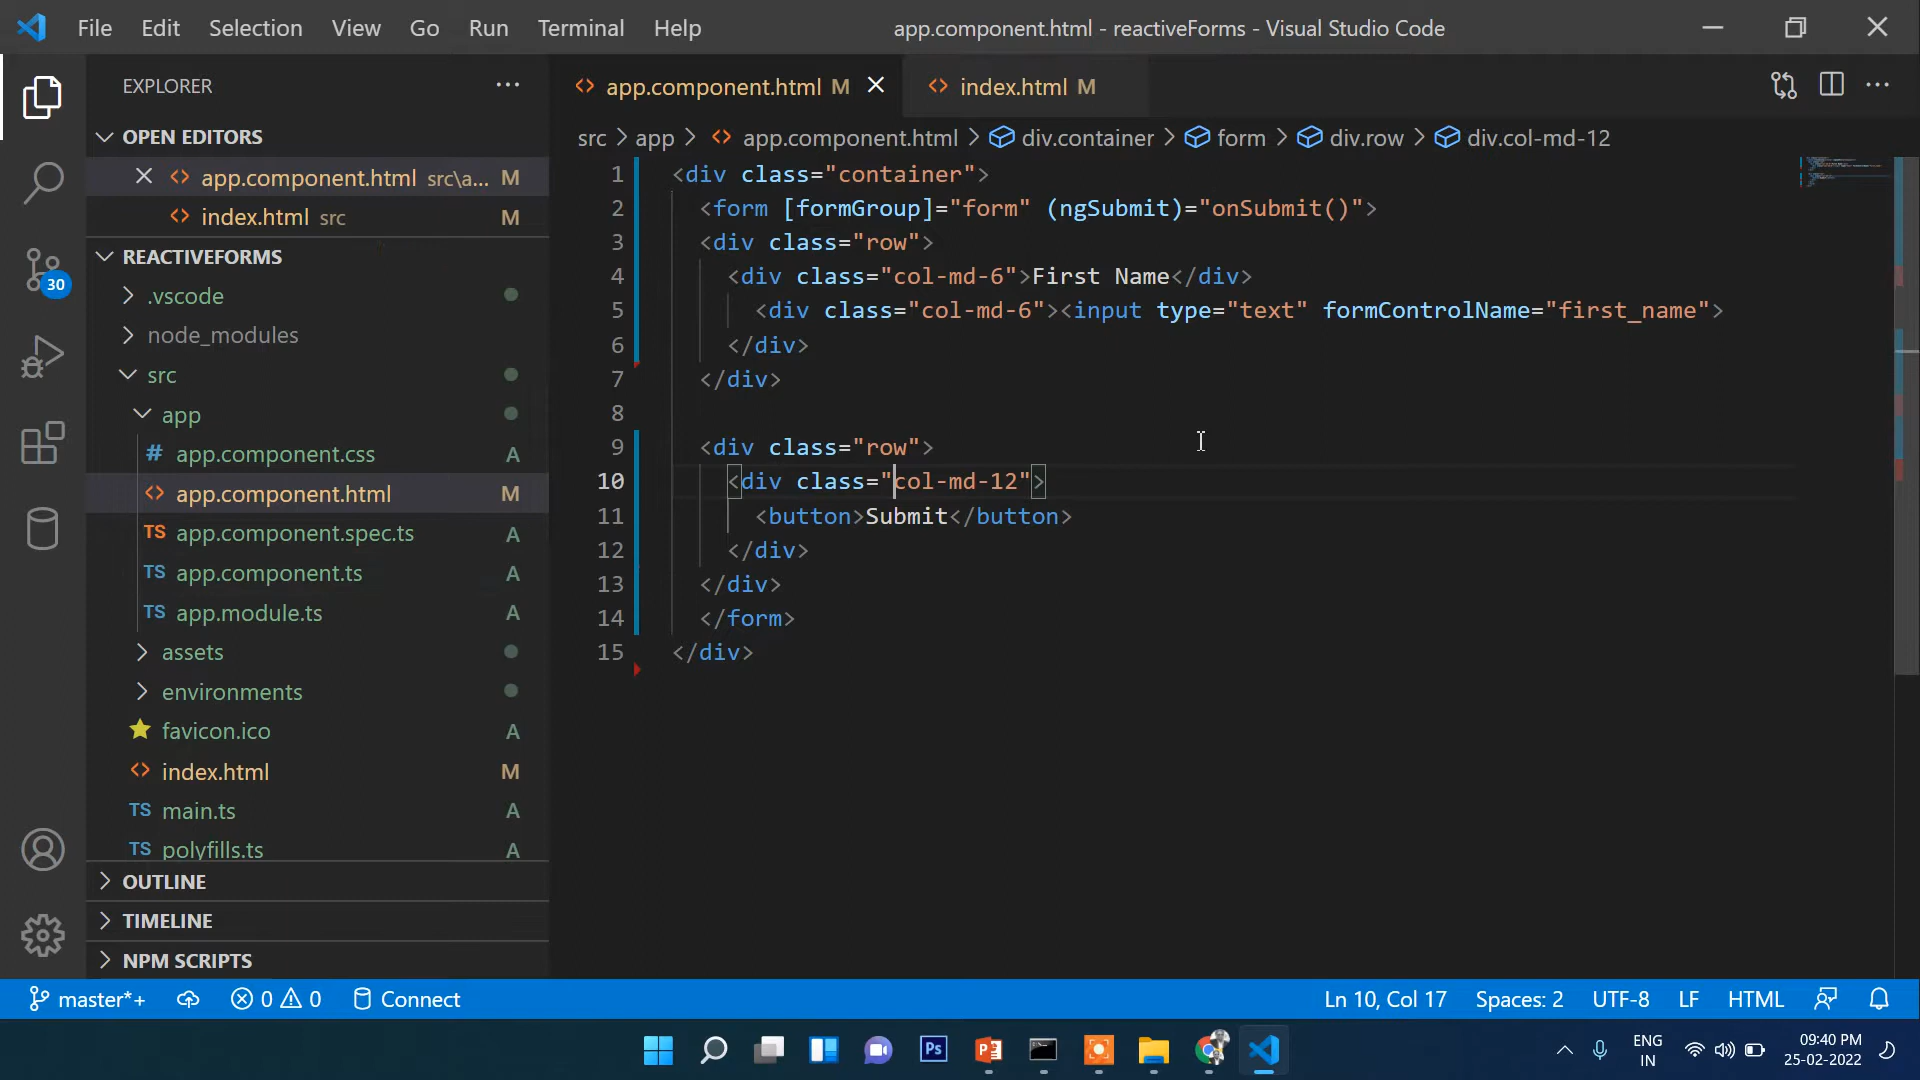 File Edit Selection View Go Run Terminal Help
app.component.html - reactiveForms - Visual Studio Code
EXPLORER
app.component.html M
index.html M
OPEN EDITORS
app.component.html src\a... M
index.html src M
REACTIVEFORMS
.vscode
node_modules
src
app
# app.component.css A
app.component.html M
TS app.component.spec.ts A
TS app.component.ts A
TS app.module.ts A
assets
environments
favicon.ico A
index.html M
TS main.ts A
TS polyfills.ts A
OUTLINE
TIMELINE
NPM SCRIPTS
30
src > app > app.component.html > div.container > form > div.row > div.col-md-12
1 <div class="container">
2 <form [formGroup]="form" (ngSubmit)="onSubmit()">
3 <div class="row">
4 <div class="col-md-6">First Name</div>
5 <div class="col-md-6"><input type="text" formControlName="first_name">
6 </div>
7 </div>
8
9 <div class="row">
10 <div class="col-md-12">
11 <button>Submit</button>
12 </div>
13 </div>
14 </form>
15 </div>
master*+ 0 0 Connect
Ln 10, Col 17 Spaces: 2 UTF-8 LF HTML
Ps
P
ENG
IN
09:40 PM
25-02-2022